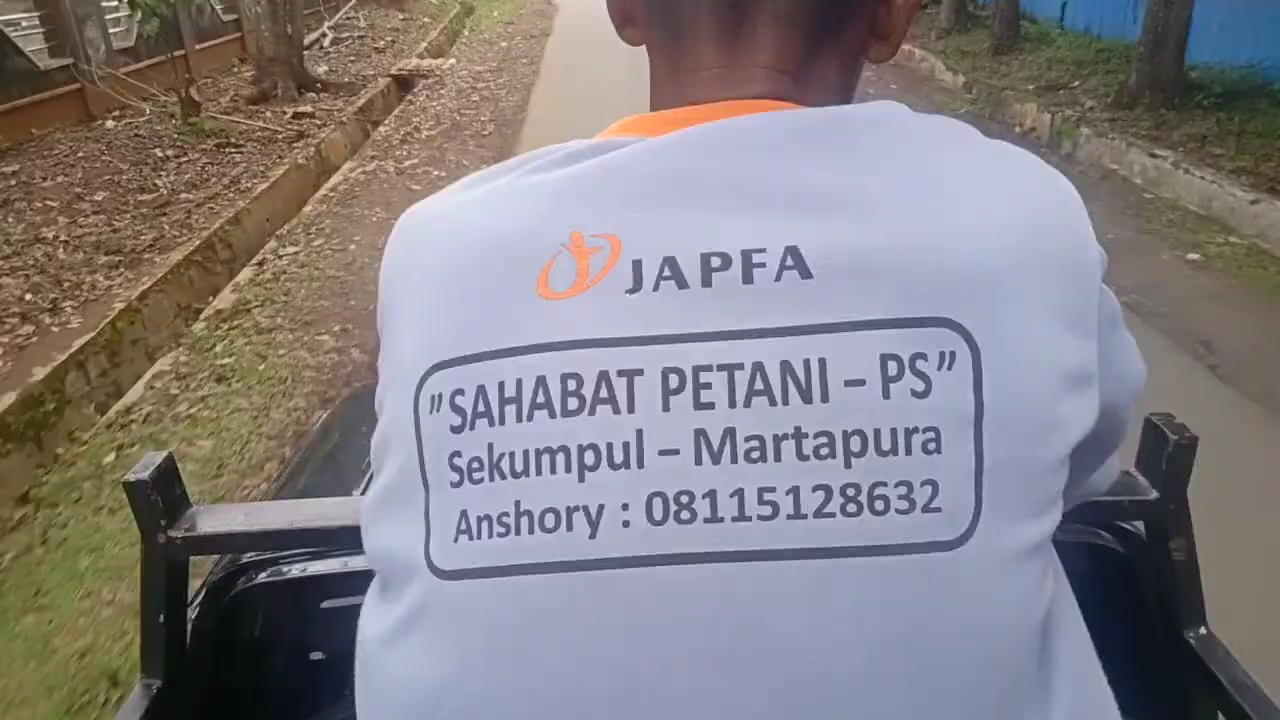 JAPFA
"SAHABAT PETANI – PS"
Sekumpul – Martapura
Anshory : 08115128632